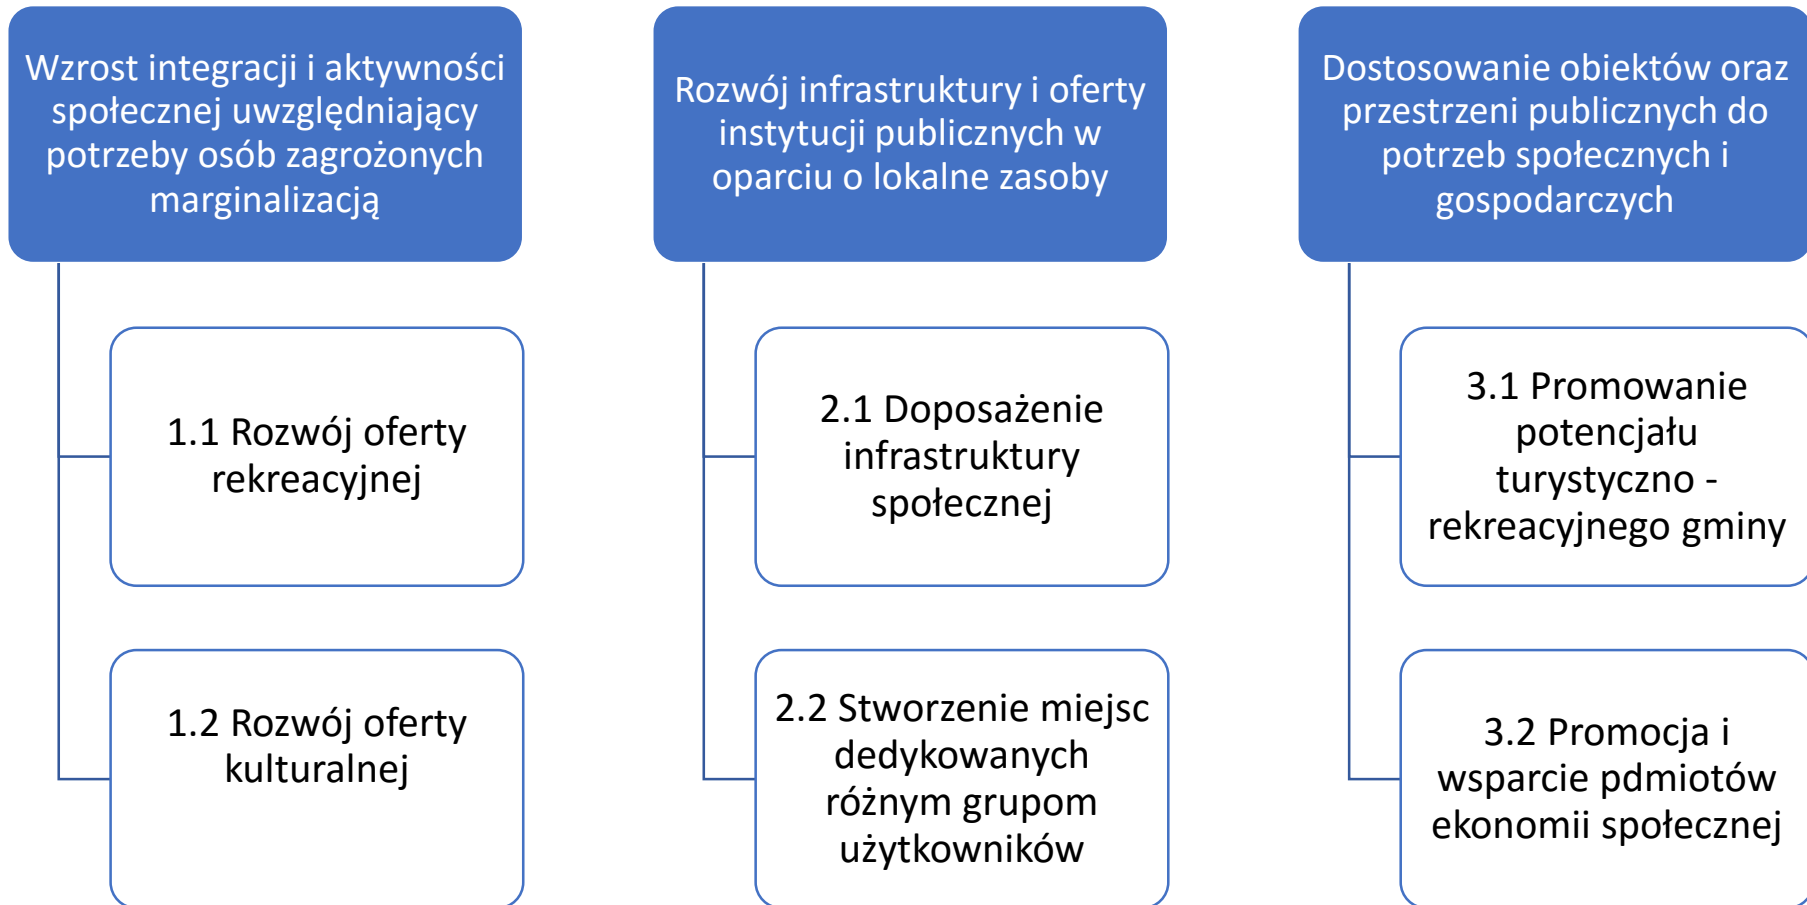 Wzrost integracji i aktywności
społecznej uwzględniający
potrzeby osób zagrożonych
marginalizacją
1.1 Rozwój oferty
rekreacyjnej
1.2 Rozwój oferty
kulturalnej
Rozwój infrastruktury i oferty
instytucji publicznych w
oparciu o lokalne zasoby
2.1 Doposażenie
infrastruktury
społecznej
2.2 Stworzenie miejsc
dedykowanych
różnym grupom
użytkowników
Dostosowanie obiektów oraz
przestrzeni publicznych do
potrzeb społecznych i
gospodarczych
3.1 Promowanie
potencjału
turystyczno -
rekreacyjnego gminy
3.2 Promocja i
wsparcie pdmiotów
ekonomii społecznej